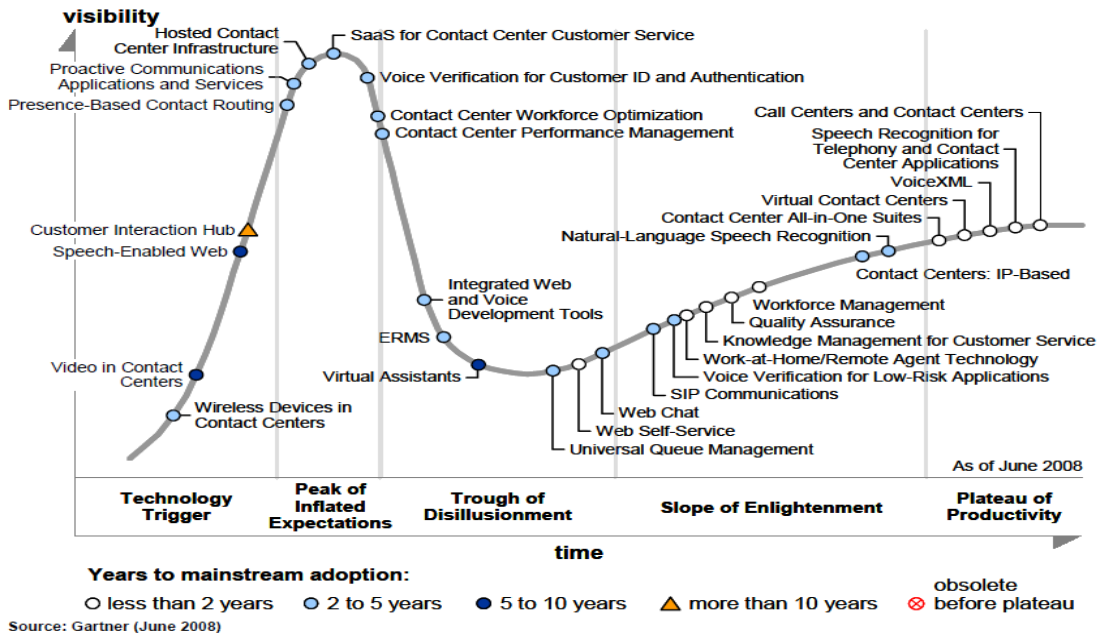 visibility
Hosted Contact
Center Infrastructure
SaaS for Contact Center Customer Service
Proactive Communications
Applications and Services
Voice Verification for Customer ID and Authentication
Presence-Based Contact Routing
Contact Center Workforce Optimization
Contact Center Performance Management
Call Centers and Contact Centers
Speech Recognition for
Telephony and Contact
Center Applications
VoiceXML
Virtual Contact Centers
Contact Center All-in-One Suites
Natural-Language Speech Recognition
Customer Interaction Hub
Speech-Enabled Web
Contact Centers: IP-Based
Integrated Web
and Voice
Development Tools
Workforce Management
Quality Assurance
ERMS
Knowledge Management for Customer Service
Work-at-Home/Remote Agent Technology
Video in Contact
Centers
Virtual Assistants
Voice Verification for Low-Risk Applications
SIP Communications
Wireless Devices in
Contact Centers
Web Chat
Web Self-Service
Universal Queue Management
As of June 2008
Technology
Trigger
Peak of
Inflated
Expectations
Trough of
Disillusionment
Slope of Enlightenment
Plateau of
Productivity
time
Years to mainstream adoption:
less than 2 years
2 to 5 years
5 to 10 years
more than 10 years
obsolete
before plateau
Source: Gartner (June 2008)